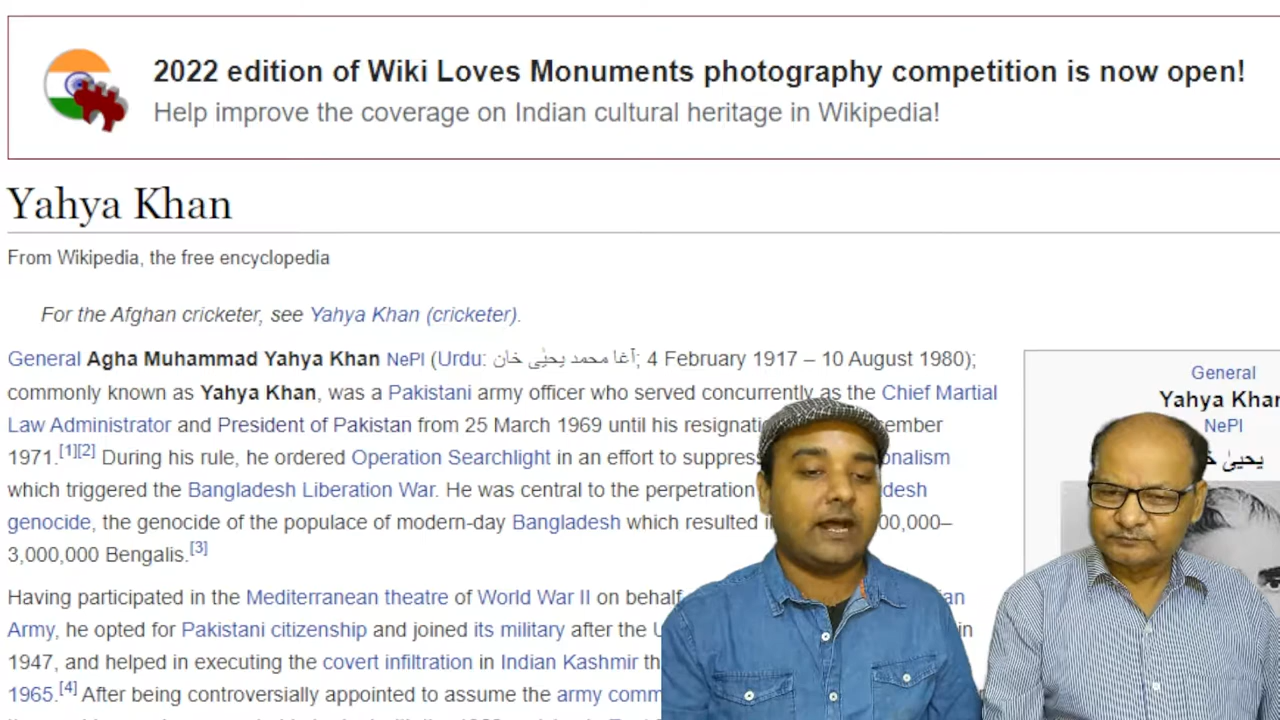 2022 edition of Wiki Loves Monuments photography competition is now open!
Help improve the coverage on Indian cultural heritage in Wikipedia!
Yahya Khan
From Wikipedia, the free encyclopedia
For the Afghan cricketer, see Yahya Khan (cricketer).
General Agha Muhammad Yahya Khan NePl (Urdu: آغا محمد یحیٰی خان; 4 February 1917 – 10 August 1980);
commonly known as Yahya Khan, was a Pakistani army officer who served concurrently as the Chief Martial
Law Administrator and President of Pakistan from 25 March 1969 until his
1971.[1][2] During his rule, he ordered Operation Searchlight in an effort to
which triggered the Bangladesh Liberation War. He was central to the perpetration
genocide, the genocide of the populace of modern-day Bangladesh which resulted
3,000,000 Bengalis.[3]
Having participated in the Mediterranean theatre of World War II on behalf
Army, he opted for Pakistani citizenship and joined its military after the in
1947, and helped in executing the covert infiltration in Indian Kashmir
1965.[4] After being controversially appointed to assume the army
General
Yahya
NePl
یحییٰ